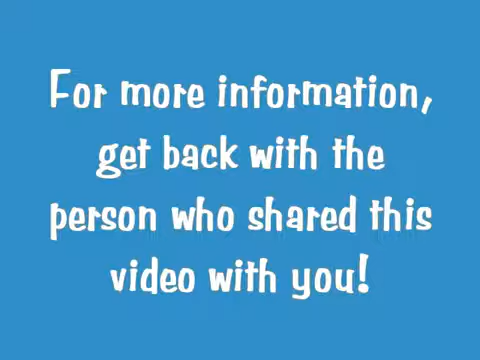 For more information,
get back with the
person who shared this
video with you!